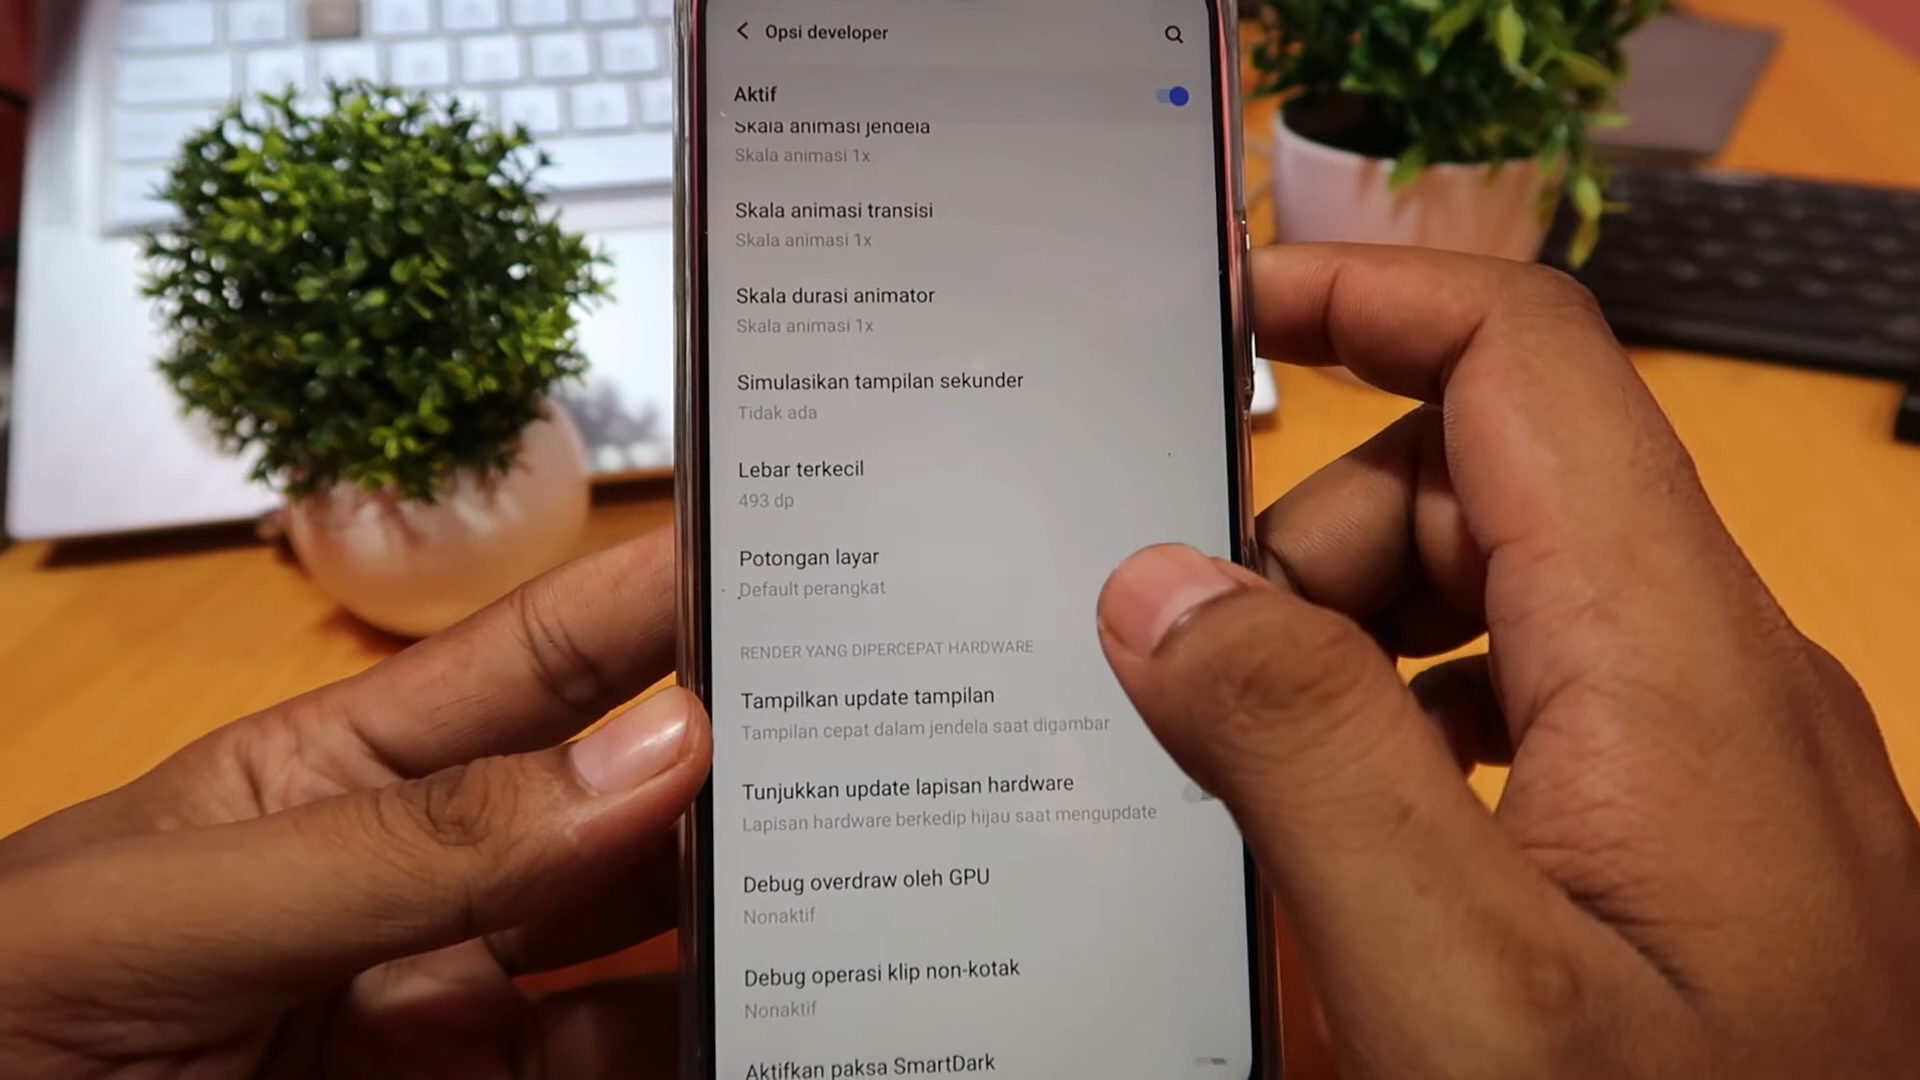 Opsi developer
Aktif
Skala animasi jendela
Skala animasi 1x
Skala animasi transisi
Skala animasi 1x
Skala durasi animator
Skala animasi 1x
Simulasikan tampilan sekunder
Tidak ada
Lebar terkecil
493 dp
Potongan layar
Default perangkat
RENDER YANG DIPERCEPAT HARDWARE
Tampilkan update tampilan
Tampilan cepat dalam jendela saat digambar
Tunjukkan update lapisan hardware
Lapisan hardware berkedip hijau saat mengupdate
Debug overdraw oleh GPU
Nonaktif
Debug operasi klip non-kotak
Nonaktif
Aktifkan paksa SmartDark